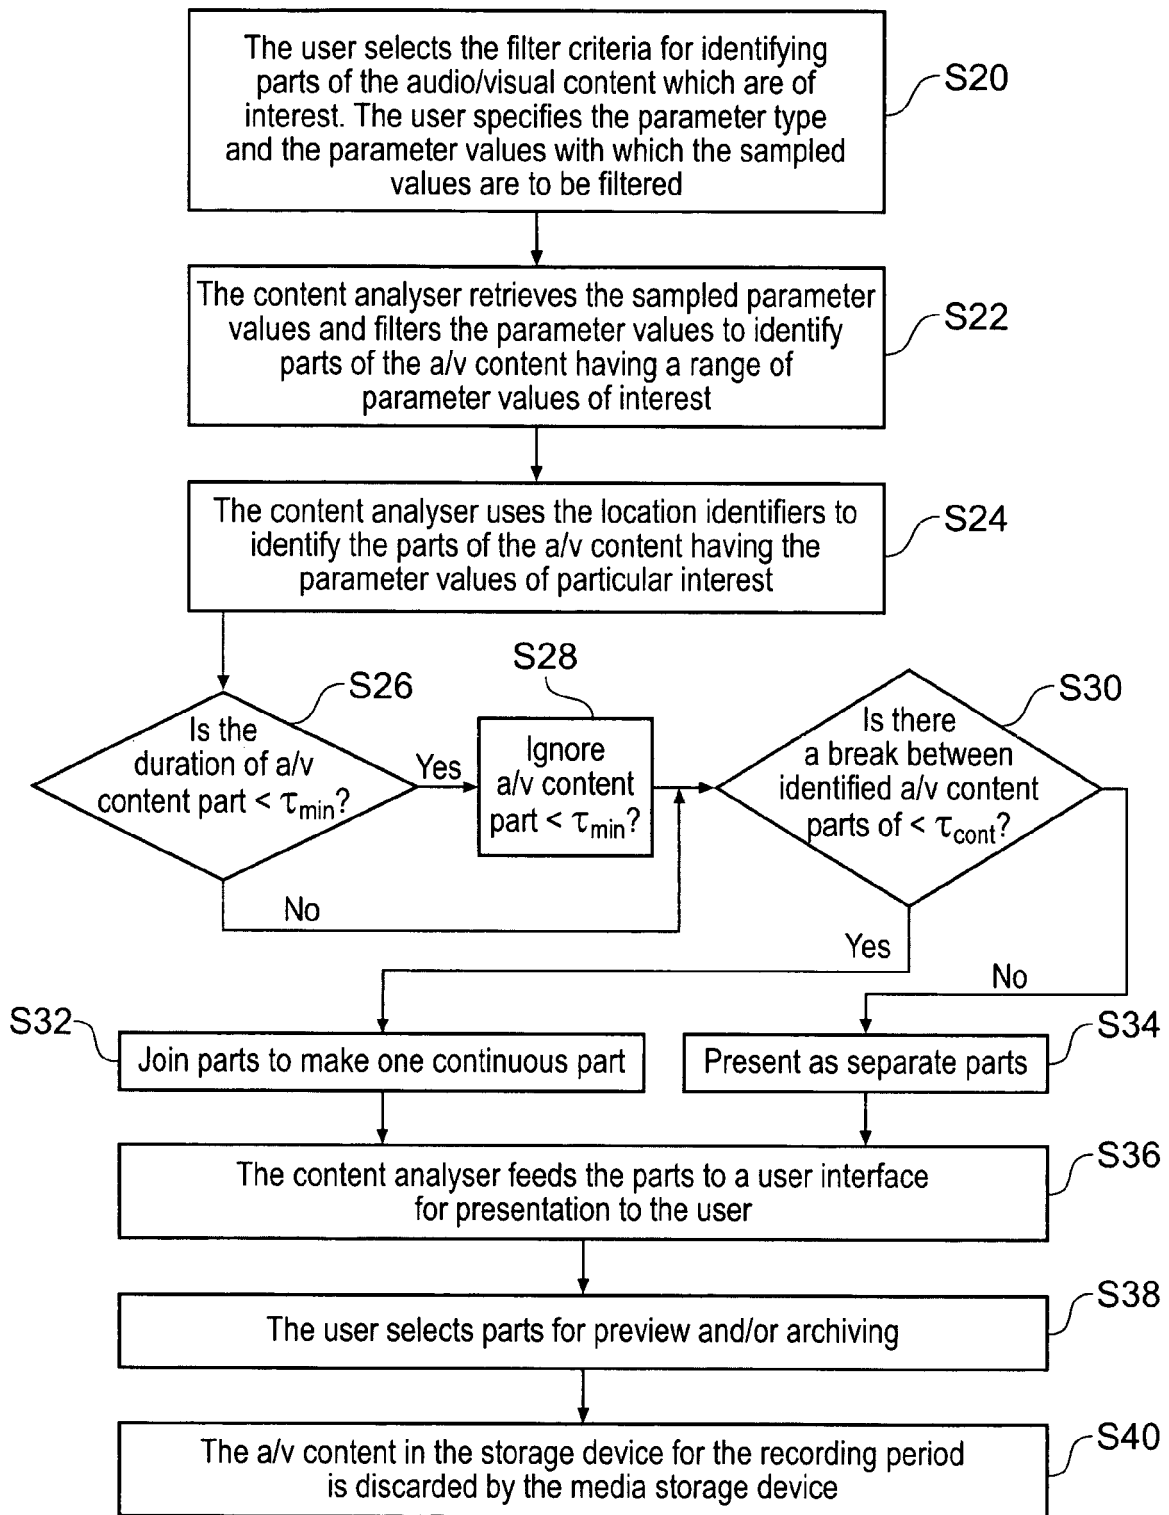 The user selects the filter criteria for identifying
parts of the audio/visual content which are of
interest. The user specifies the parameter type
and the parameter values with which the sampled
values are to be filtered
S20
The content analyser retrieves the sampled parameter
values and filters the parameter values to identify
parts of the a/v content having a range of
parameter values of interest
S22
The content analyser uses the location identifiers to
identify the parts of the a/v content having the
parameter values of particular interest
S24
S26
Is the
duration of a/v
content part < τmin?
Yes
No
S28
Ignore
a/v content
part < τmin?
S30
Is there
a break between
identified a/v content
parts of < τcont?
Yes
No
S32
Join parts to make one continuous part
S34
Present as separate parts
S36
The content analyser feeds the parts to a user interface
for presentation to the user
S38
The user selects parts for preview and/or archiving
S40
The a/v content in the storage device for the recording period
is discarded by the media storage device